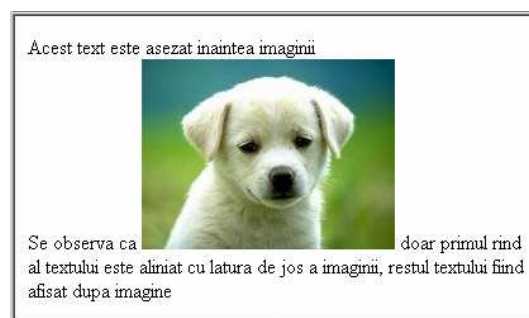 Acest text este asezat inaintea imaginii
Se observa ca doar primul rind
al textului este aliniat cu latura de jos a imaginii, restul textului fiind
afisat dupa imagine